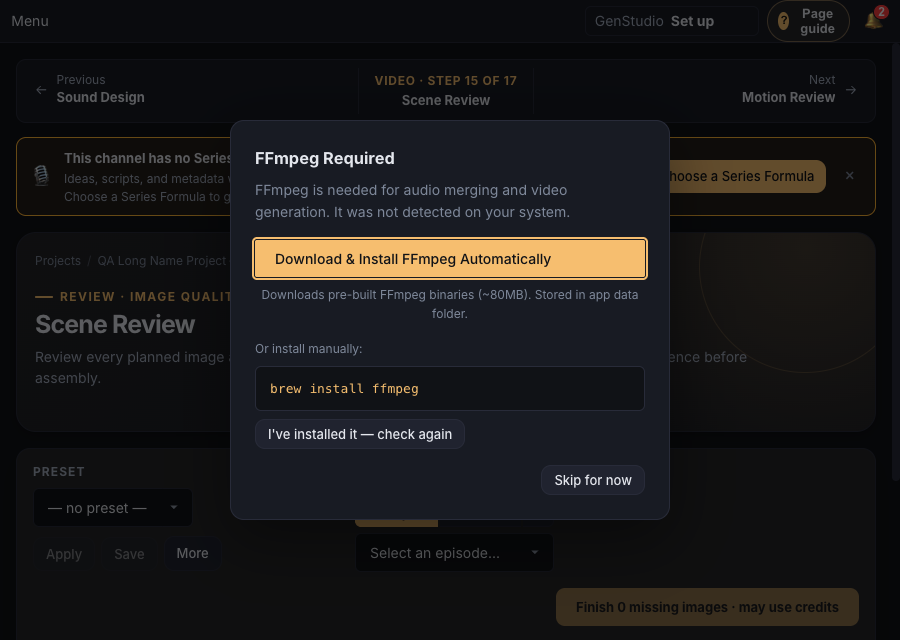 Menu
GenStudio Set up
? Page guide
2
← Previous
Sound Design
VIDEO · STEP 15 OF 17
Scene Review
Next →
Motion Review
This channel has no Series
Ideas, scripts, and metadata
Choose a Series Formula to g
hoose a Series Formula
×
Projects / QA Long Name Project
REVIEW · IMAGE QUALIT
Scene Review
Review every planned image
ence before
assembly.
FFmpeg Required
FFmpeg is needed for audio merging and video
generation. It was not detected on your system.
Download & Install FFmpeg Automatically
Downloads pre-built FFmpeg binaries (~80MB). Stored in app data
folder.
Or install manually:
brew install ffmpeg
I've installed it — check again
Skip for now
PRESET
— no preset —
Apply
Save
More
Select an episode...
Finish 0 missing images · may use credits